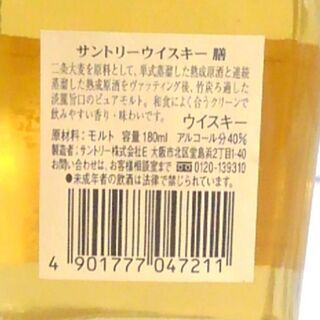 サントリーウイスキー 膳
二条大麦を原料として、単式蒸溜した熟成原酒と連続
蒸溜した熟成原酒をヴァッティング後、竹炭ろ過した
淡麗旨口のピュアモルト。和食によく合うクリーンで
飲みやすい香り・味わいです。
ウイスキー
原材料：モルト 容量180ml アルコール分40%
製造者：サントリー株式会社E 大阪市北区堂島浜2丁目1-40
お問い合わせは、お客様相談室まで ☎0120-139310
●未成年者の飲酒は法律で禁じられています。
4 901777 047211